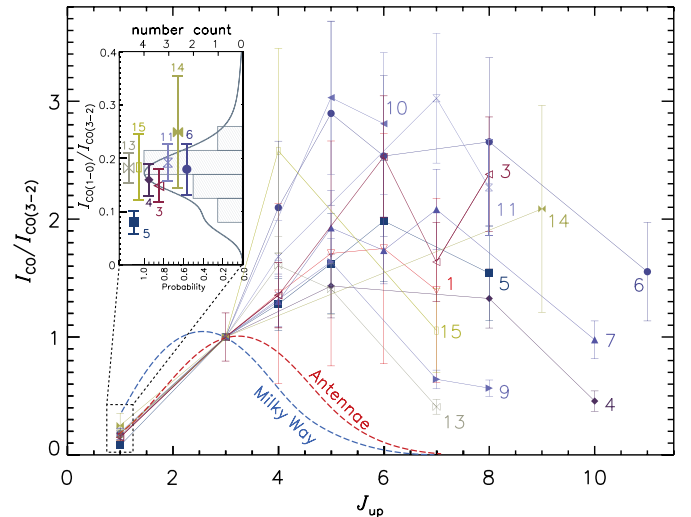 number count
4 3 2 1 0
0.4
0.3
0.2
0.1
0
I_CO(1-0)/I_CO(3-2)
1.0 0.8 0.6 0.4 0.2 0.0
Probability
13
15
4
3
11
14
6
5
3
2
1
0
I_CO/I_CO(3-2)
10
3
11
14
5
1
6
15
7
9
4
13
Antennae
Milky Way
0 2 4 6 8 10
J_up